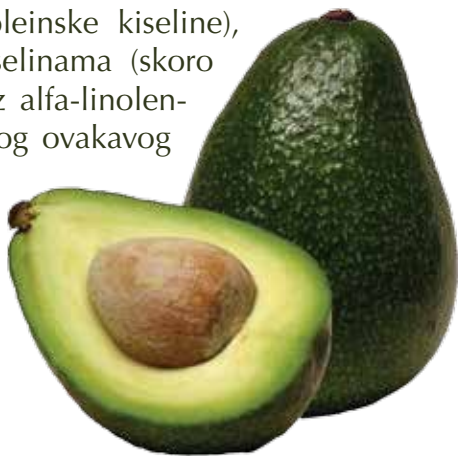 oleinske kiseline),
selinama (skoro
z alfa-linolen-
og ovakavog